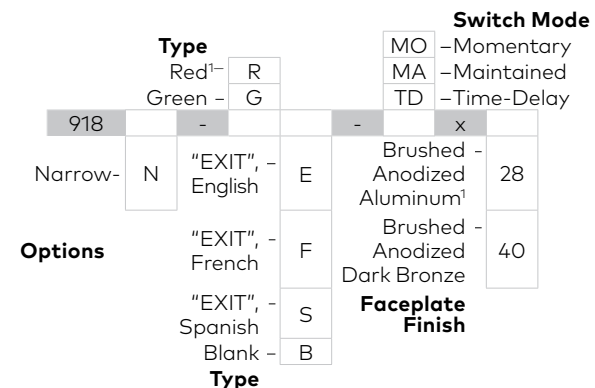 Switch Mode
Type MO –Momentary
Red¹– R MA –Maintained
Green – G TD –Time-Delay
918 - - x
Narrow- N "EXIT", – English E Brushed - Anodized Aluminum¹ 28
Options "EXIT", - French F Brushed - Anodized Dark Bronze 40
"EXIT", – Spanish S Faceplate Finish
Blank – B
Type